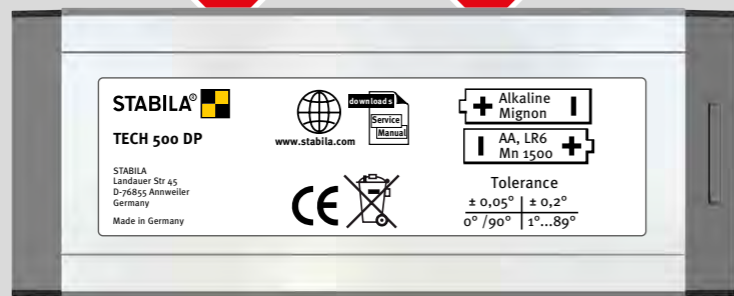 STABILA®
TECH 500 DP
STABILA
Landauer Str 45
D-76855 Annweiler
Germany
Made in Germany
www.stabila.com
downloads
Service
Manual
CE
+ Alkaline I
Mignon
I AA, LR6 +
Mn 1500
Tolerance
± 0,05° | ± 0,2°
0° /90° | 1°...89°